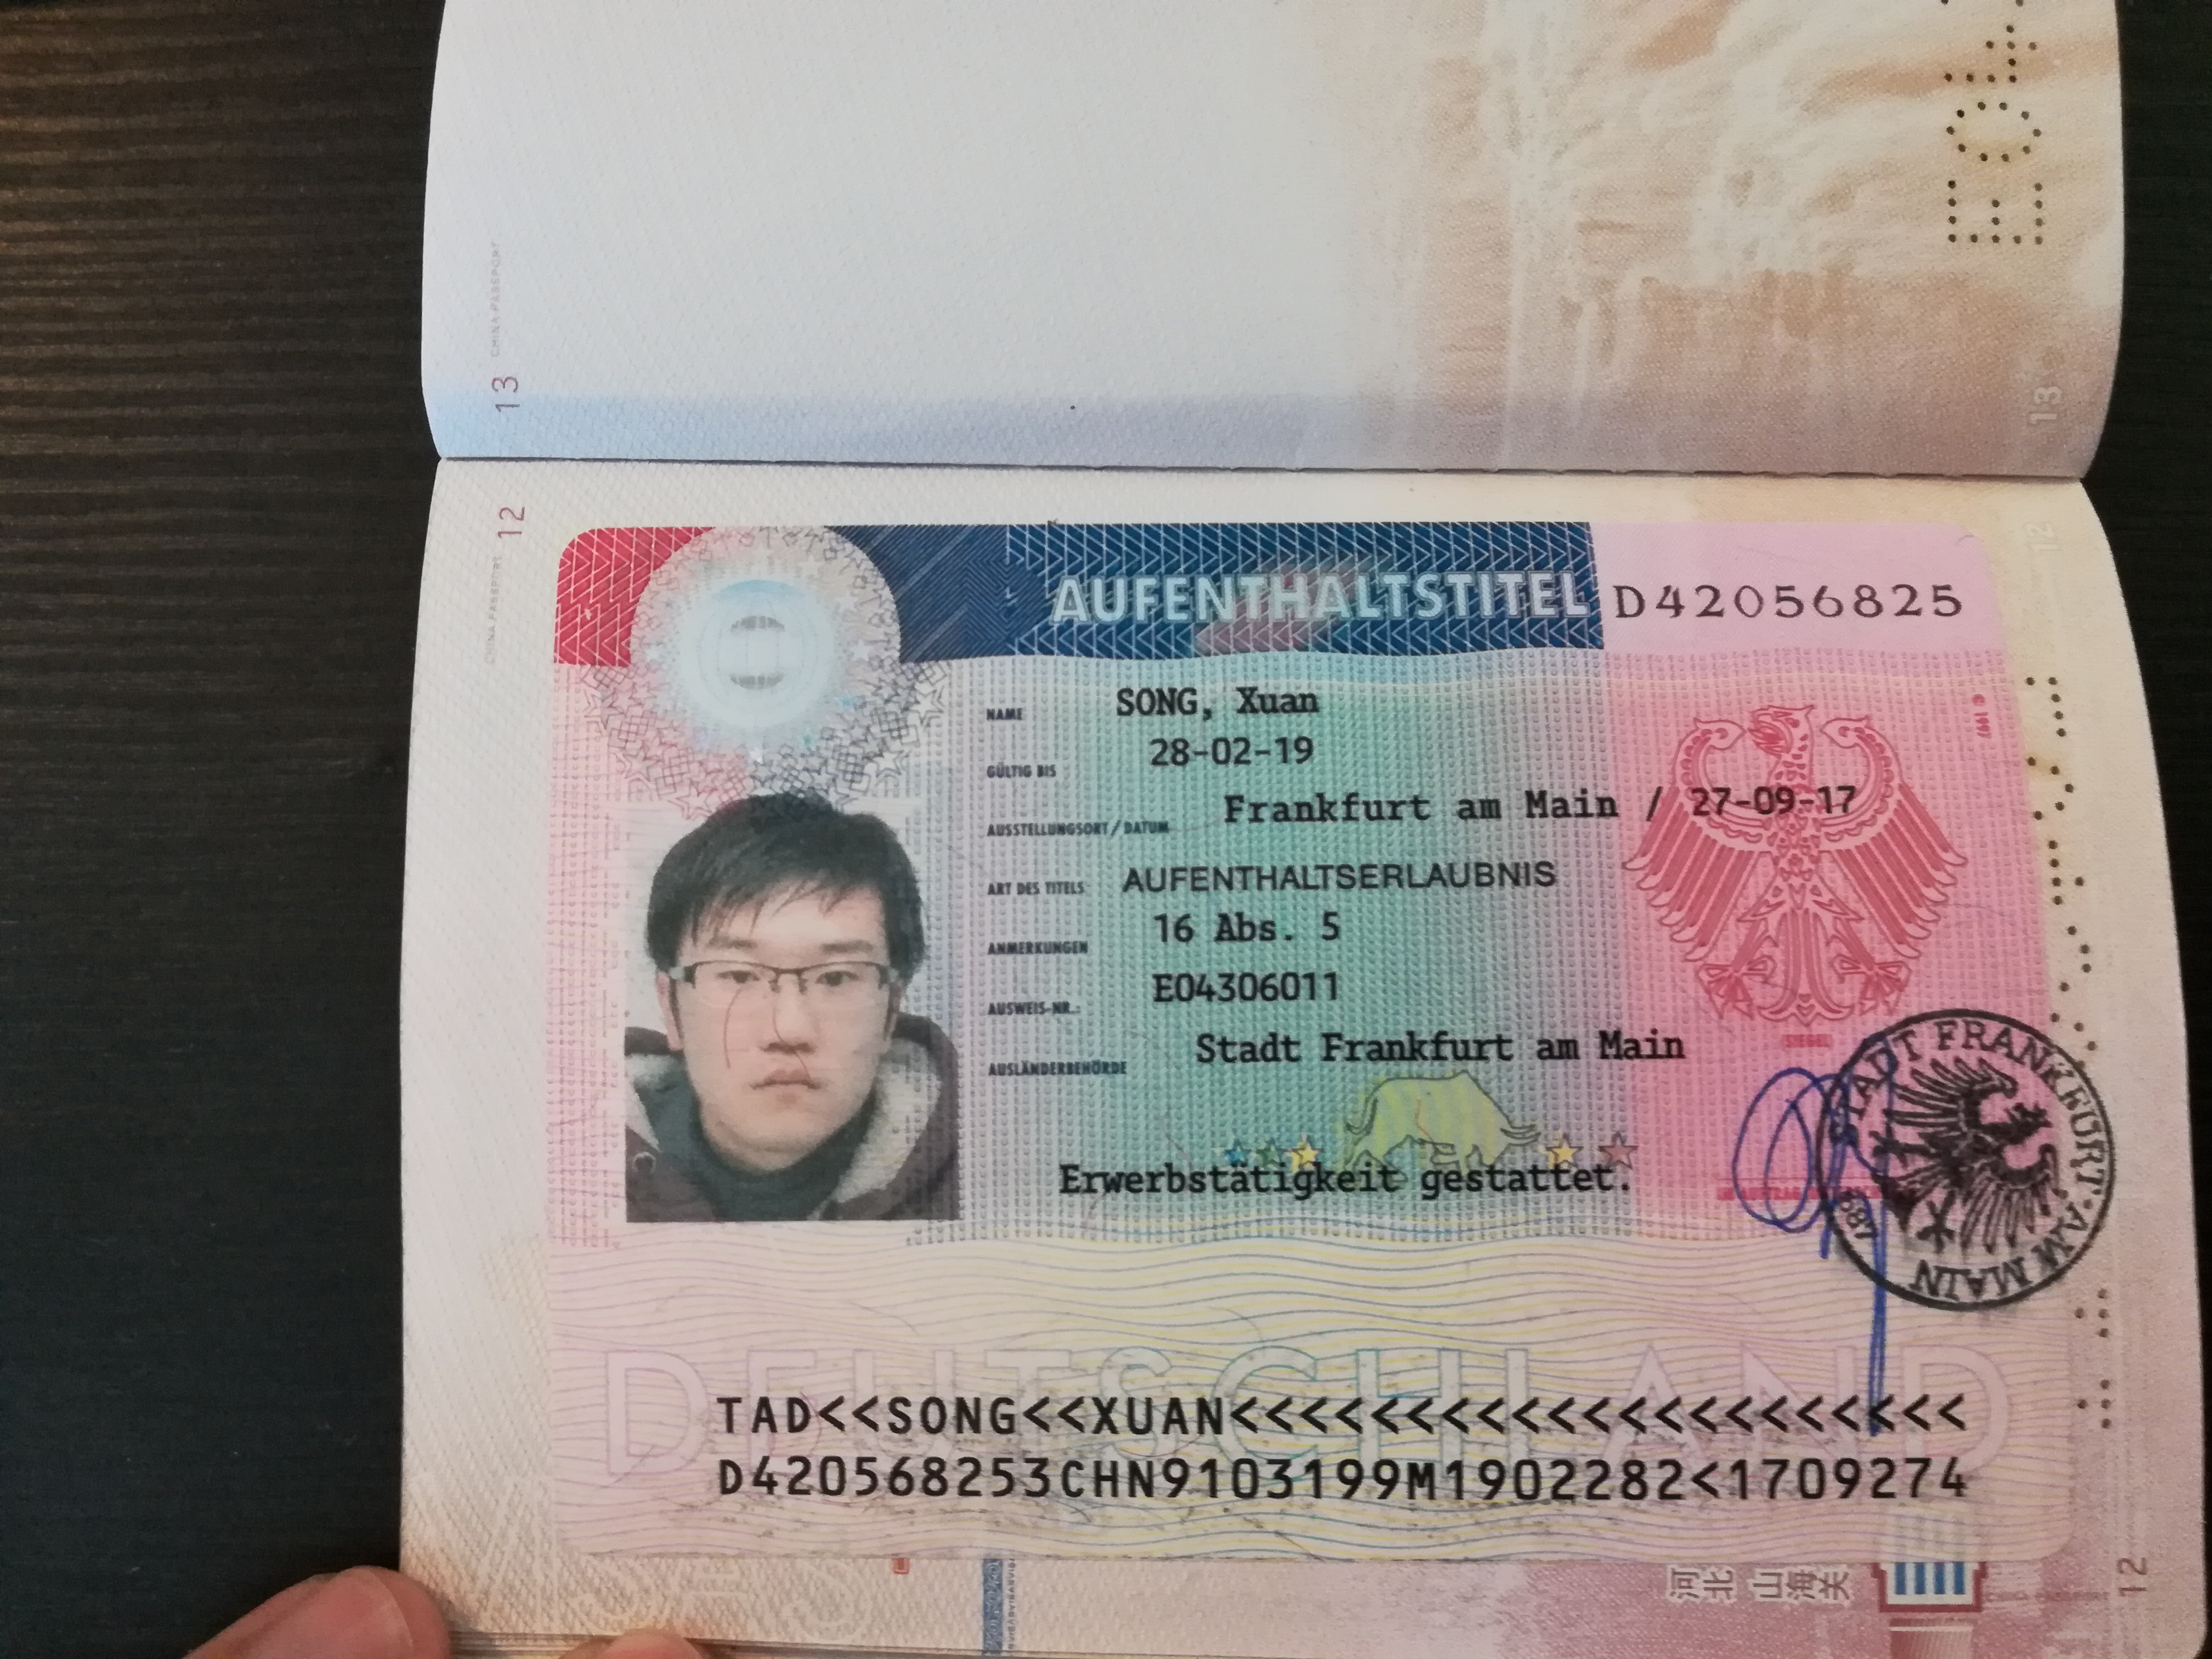 CHINA PASSPORT
13
13
12
12
CHINA PASSPORT
AUFENTHALTSTITEL D42056825
NAME SONG, Xuan
GÜLTIG BIS 28-02-19
AUSSTELLUNGSORT / DATUM Frankfurt am Main / 27-09-17
ART DES TITELS AUFENTHALTSERLAUBNIS
ANMERKUNGEN 16 Abs. 5
AUSWEIS-NR.: E04306011
AUSLÄNDERBEHÖRDE Stadt Frankfurt am Main
(SIEGEL)
STADT FRANKFURT AM MAIN
Erwerbstätigkeit gestattet.
DEUTSCHLAND
TAD<<SONG<<XUAN<<<<<<<<<<<<<<<<<<<<<
D420568253CHN9103199M1902282<1709274
河北 山海关
12